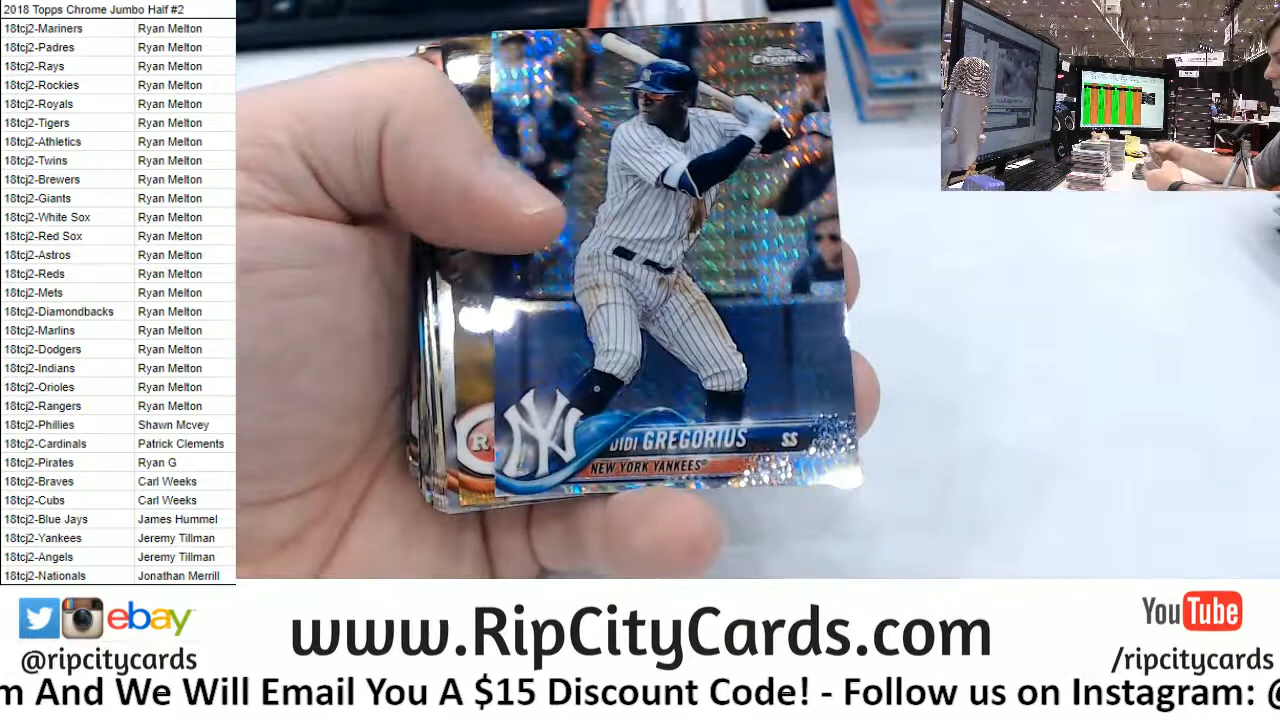 2018 Topps Chrome Jumbo Half #2
18tcj2-Mariners Ryan Melton
18tcj2-Padres Ryan Melton
18tcj2-Rays Ryan Melton
18tcj2-Rockies Ryan Melton
18tcj2-Royals Ryan Melton
18tcj2-Tigers Ryan Melton
18tcj2-Athletics Ryan Melton
18tcj2-Twins Ryan Melton
18tcj2-Brewers Ryan Melton
18tcj2-Giants Ryan Melton
18tcj2-White Sox Ryan Melton
18tcj2-Red Sox Ryan Melton
18tcj2-Astros Ryan Melton
18tcj2-Reds Ryan Melton
18tcj2-Mets Ryan Melton
18tcj2-Diamondbacks Ryan Melton
18tcj2-Marlins Ryan Melton
18tcj2-Dodgers Ryan Melton
18tcj2-Indians Ryan Melton
18tcj2-Orioles Ryan Melton
18tcj2-Rangers Ryan Melton
18tcj2-Phillies Shawn Mcvey
18tcj2-Cardinals Patrick Clements
18tcj2-Pirates Ryan G
18tcj2-Braves Carl Weeks
18tcj2-Cubs Carl Weeks
18tcj2-Blue Jays James Hummel
18tcj2-Yankees Jeremy Tillman
18tcj2-Angels Jeremy Tillman
18tcj2-Nationals Jonathan Merrill
Chrome
NY
DIDI GREGORIUS SS
NEW YORK YANKEES
R
ebay
@ripcitycards
www.RipCityCards.com
YouTube
/ripcitycards
m And We Will Email You A $15 Discount Code! - Follow us on Instagram: @